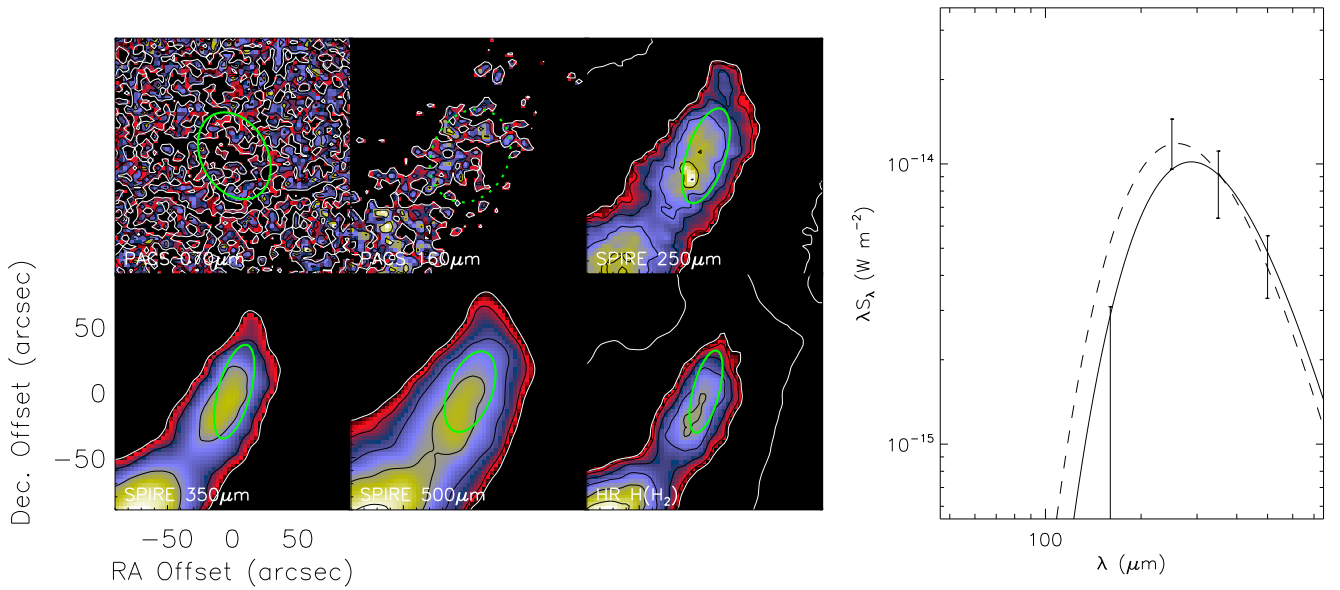 PACS 070μm
PACS 160μm
SPIRE 250μm
SPIRE 350μm
SPIRE 500μm
HR H(H₂)
Dec. Offset (arcsec)
50
0
−50
−50 0 50
RA Offset (arcsec)
λS_λ (W m⁻²)
10⁻¹⁴
10⁻¹⁵
100
λ (μm)